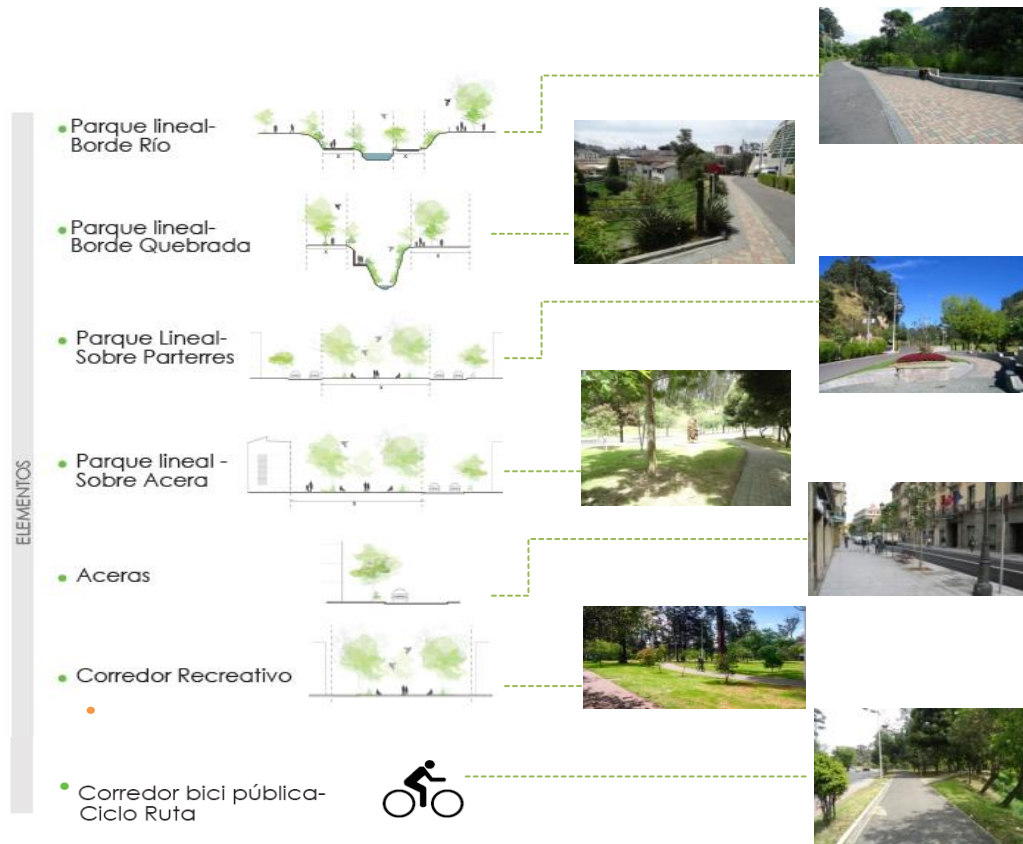 ELEMENTOS
Parque lineal-
Borde Río
Parque lineal-
Borde Quebrada
Parque Lineal-
Sobre Parterres
Parque lineal -
Sobre Acera
Aceras
Corredor Recreativo
Corredor bici pública-
Ciclo Ruta